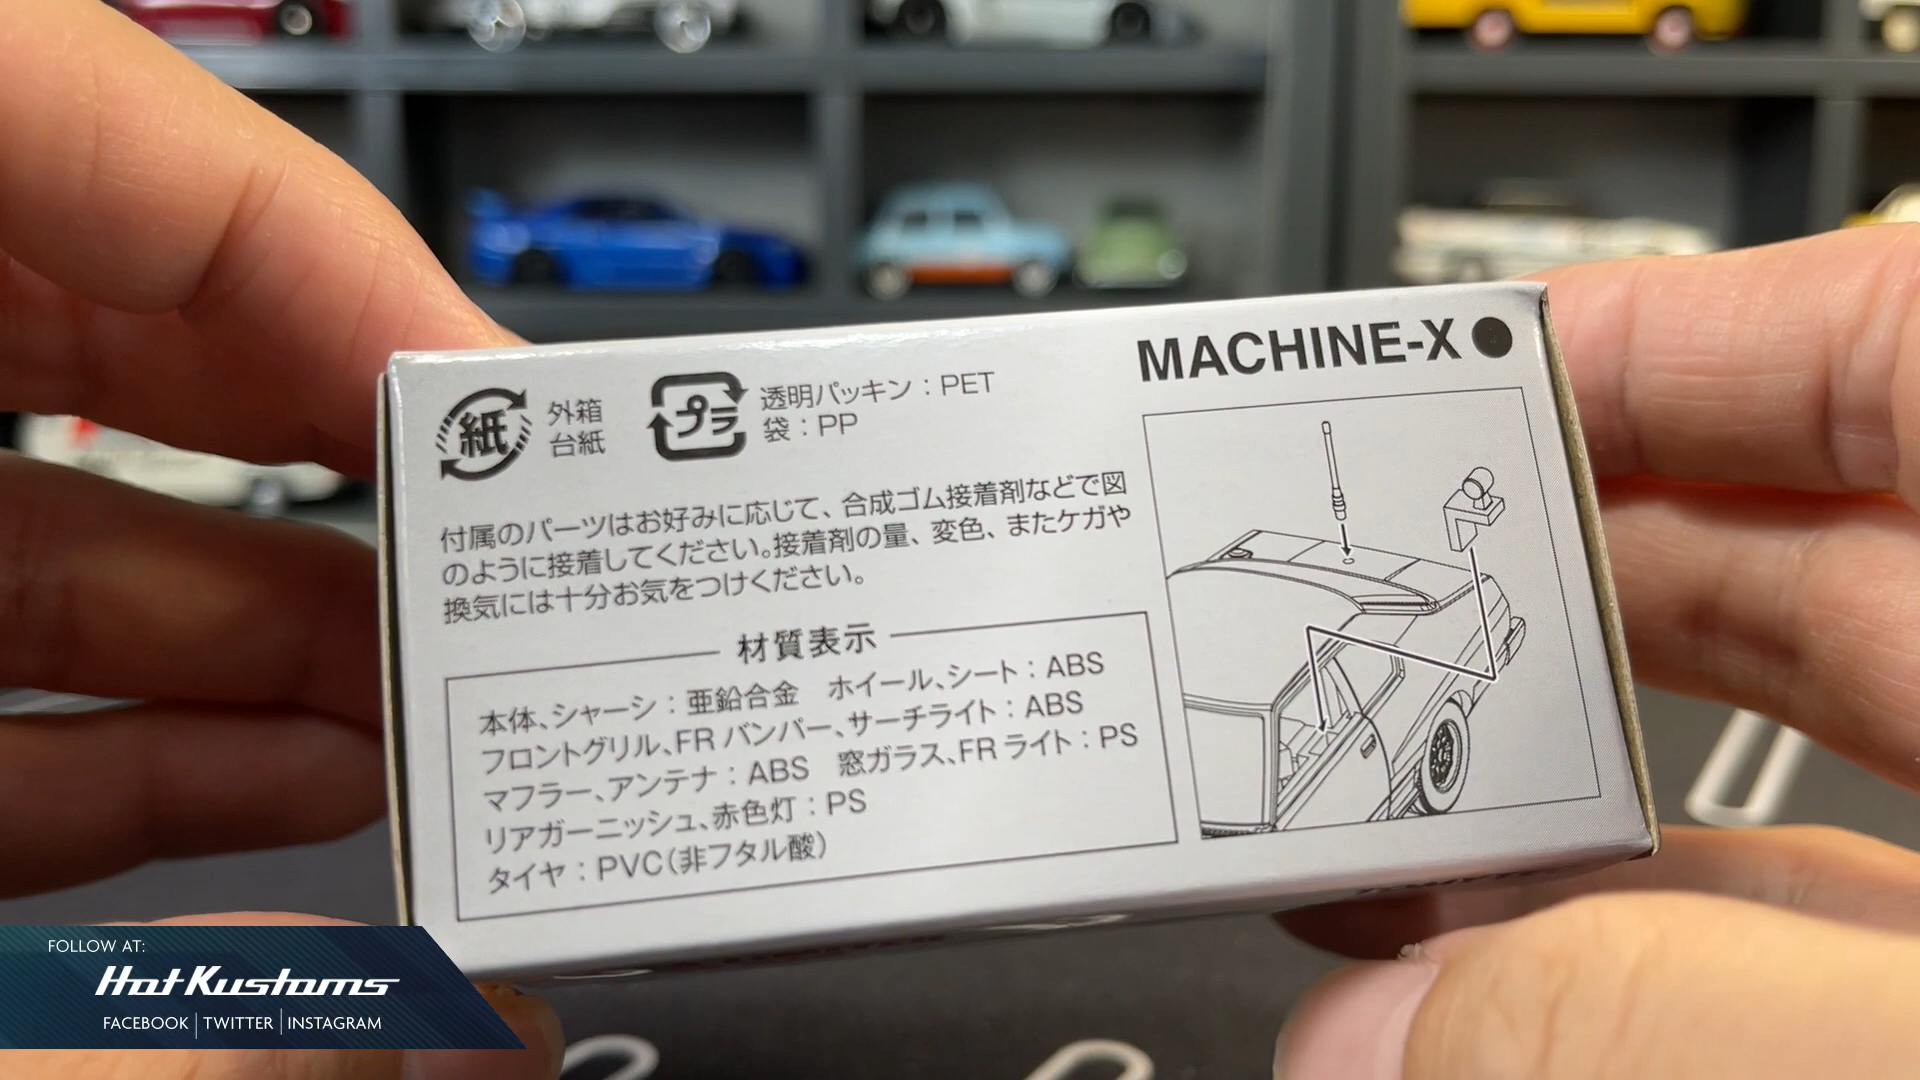 MACHINE-X ●
紙 外箱
台紙
プラ 透明パッキン：PET
袋：PP
付属のパーツはお好みに応じて、合成ゴム接着剤などで図
のように接着してください。接着剤の量、変色、またケガや
換気には十分お気をつけください。
材質表示
本体、シャーシ：亜鉛合金　ホイール、シート：ABS
フロントグリル、FRバンパー、サーチライト：ABS
マフラー、アンテナ：ABS　窓ガラス、FRライト：PS
リアガーニッシュ、赤色灯：PS
タイヤ：PVC（非フタル酸）
FOLLOW AT:
HotKustoms
FACEBOOK | TWITTER | INSTAGRAM